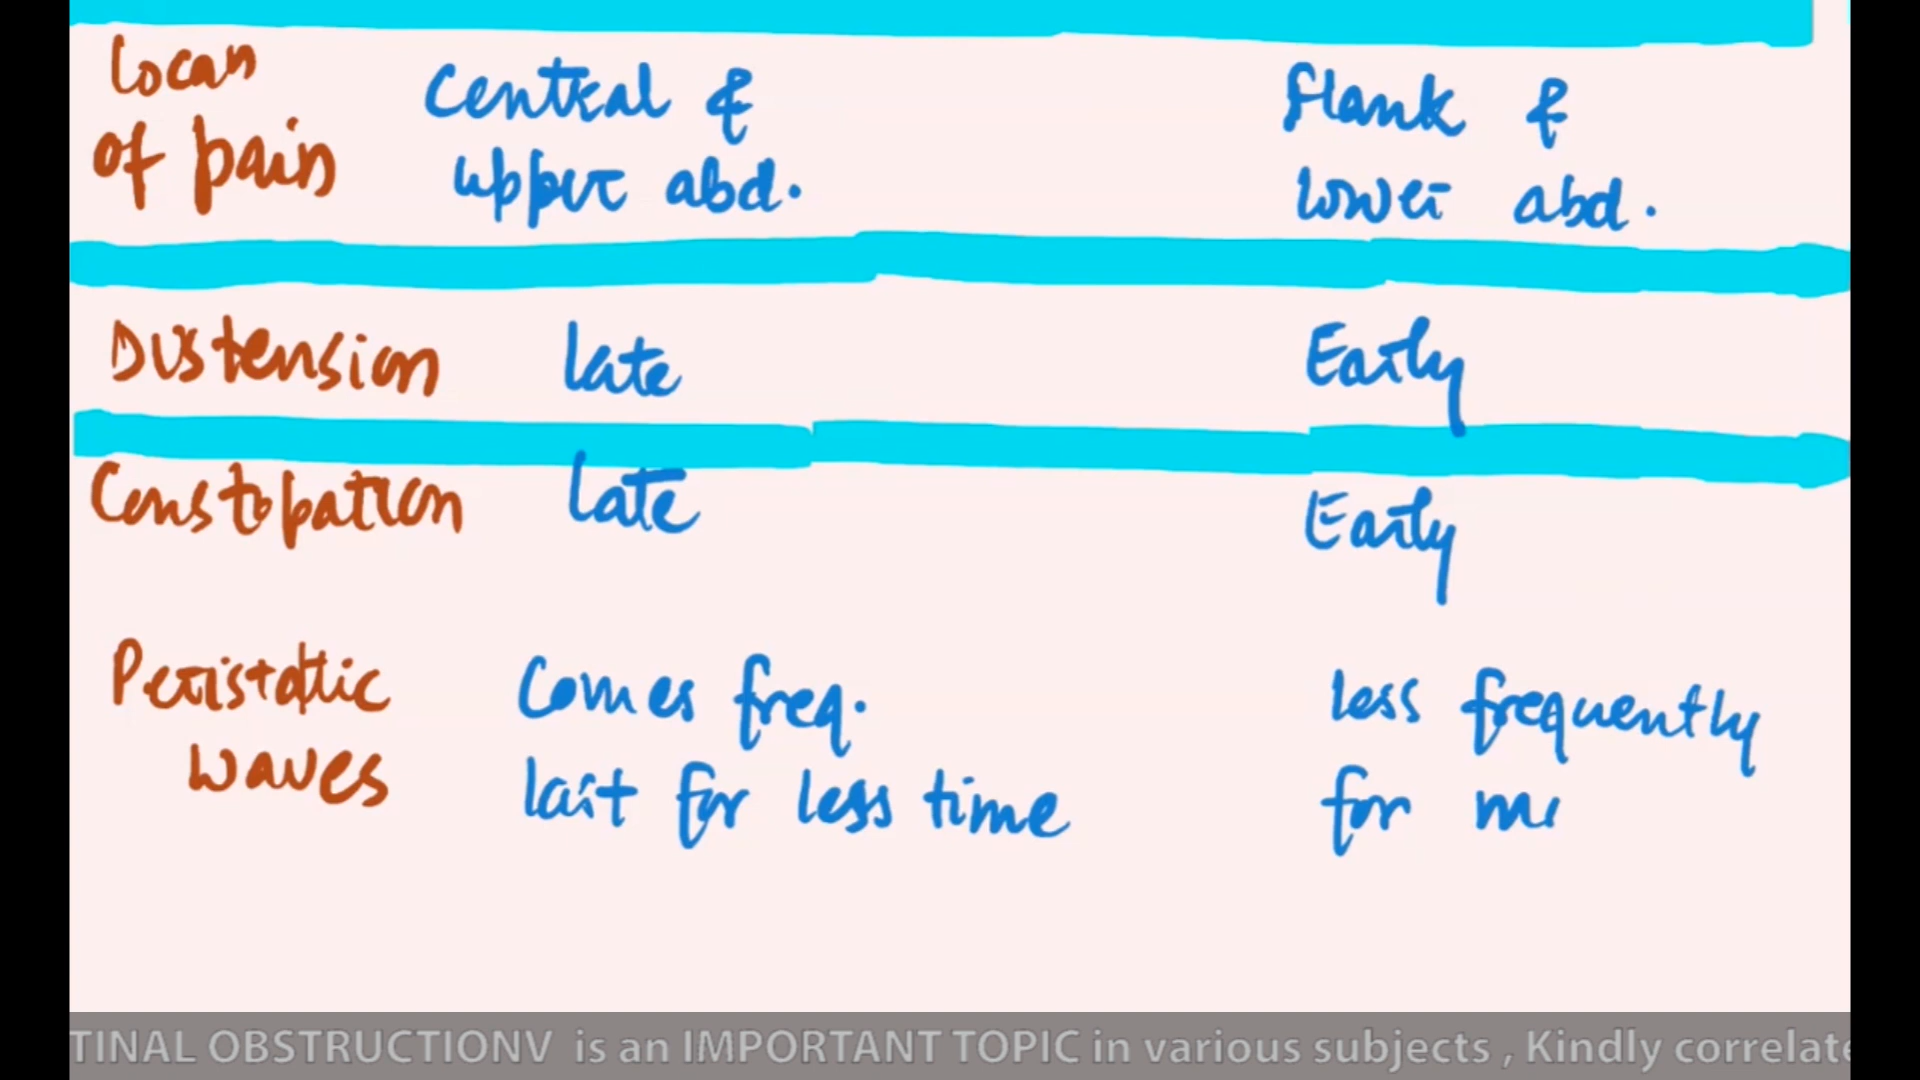 Locan
of pain
Central &
upper abd.
Flank &
lower abd.
Distension
late
Early
Constipation
late
Early
Peristaltic
waves
Comes freq.
last for less time
less frequently
for
TINAL OBSTRUCTIONV is an IMPORTANT TOPIC in various subjects , Kindly correlate